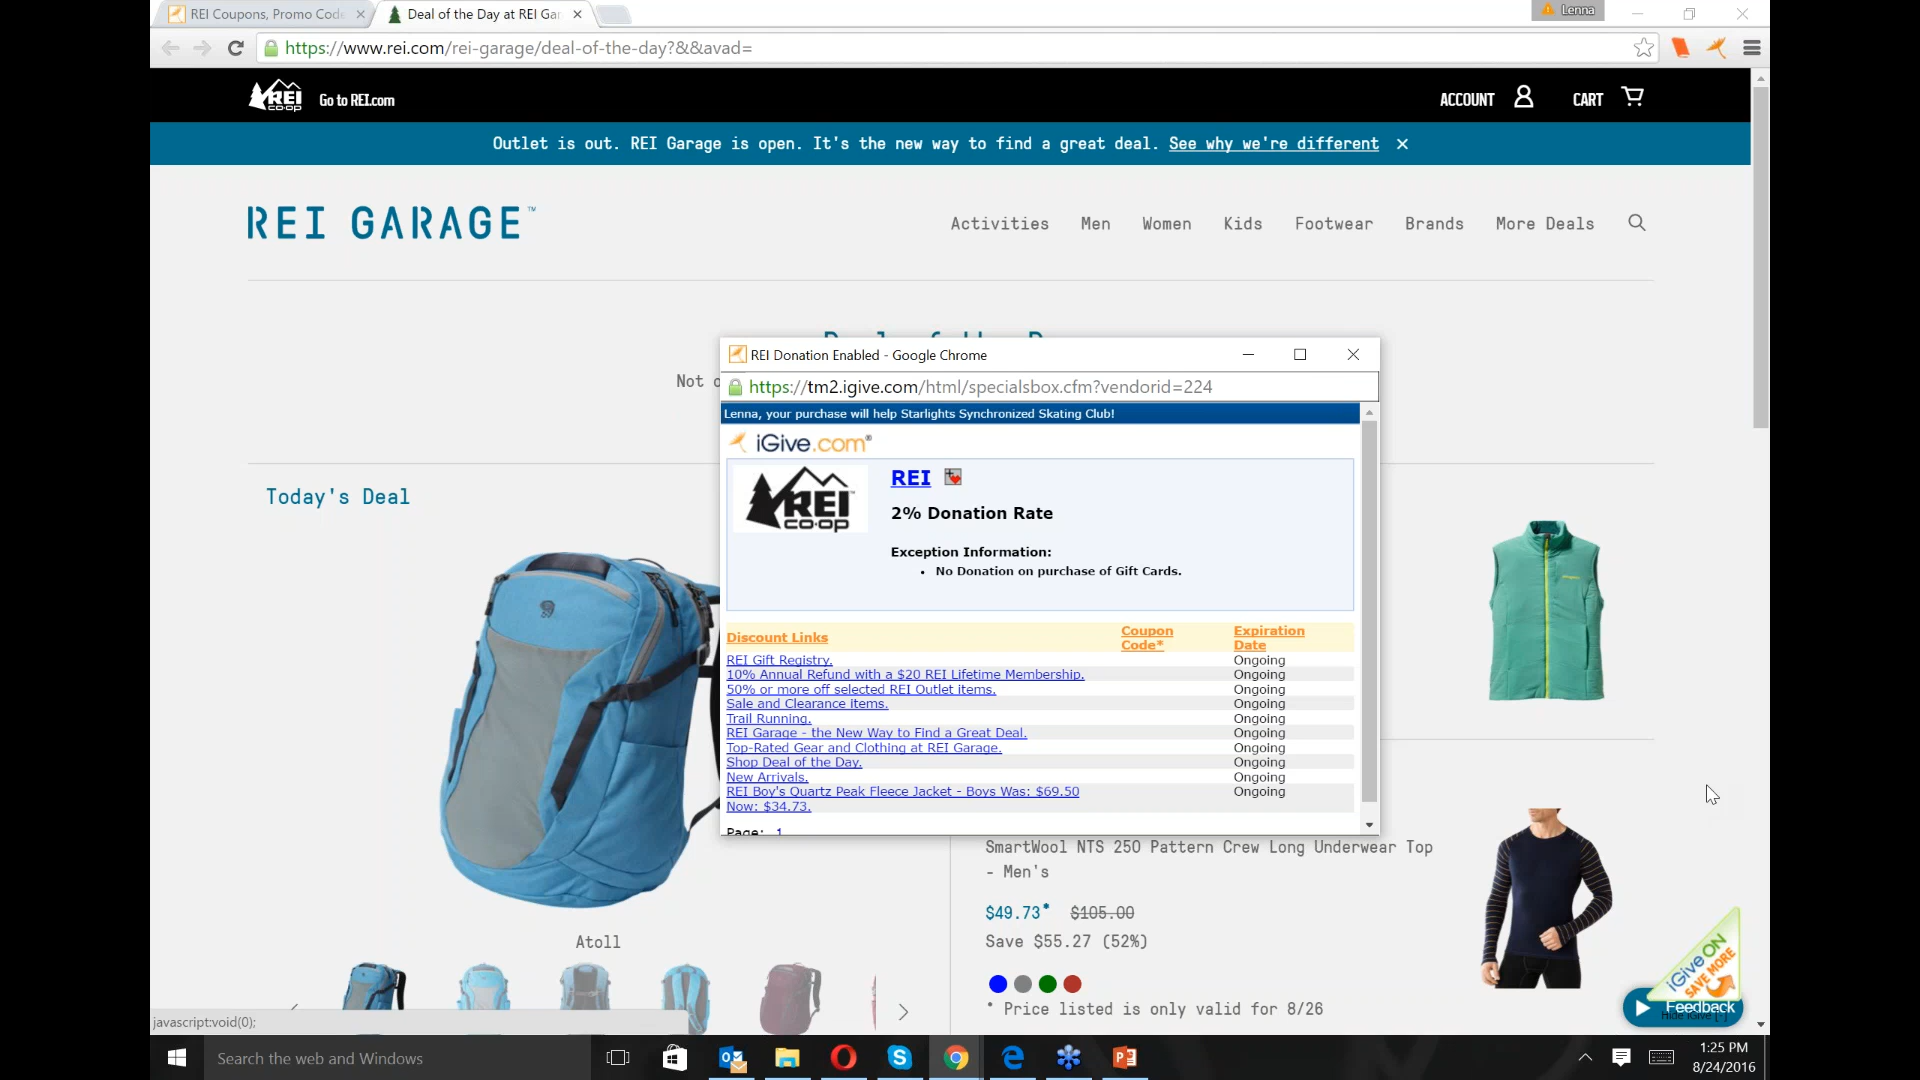 REI Coupons, Promo Code
Deal of the Day at REI Gar
Lenna
https://www.rei.com/rei-garage/deal-of-the-day?&&avad=
REI
CO·OP
Go to REI.com
ACCOUNT
CART
Outlet is out. REI Garage is open. It's the new way to find a great deal. See why we're different
REI GARAGE™
Activities
Men
Women
Kids
Footwear
Brands
More Deals
Not
REI Donation Enabled - Google Chrome
https://tm2.igive.com/html/specialsbox.cfm?vendorid=224
Lenna, your purchase will help Starlights Synchronized Skating Club!
iGive.com®
REI
CO·OP
REI
2% Donation Rate
Exception Information:
• No Donation on purchase of Gift Cards.
Discount Links
Coupon
Code*
Expiration
Date
REI Gift Registry.
Ongoing
10% Annual Refund with a $20 REI Lifetime Membership.
Ongoing
50% or more off selected REI Outlet items.
Ongoing
Sale and Clearance items.
Ongoing
Trail Running.
Ongoing
REI Garage - the New Way to Find a Great Deal.
Ongoing
Top-Rated Gear and Clothing at REI Garage.
Ongoing
Shop Deal of the Day.
Ongoing
New Arrivals.
Ongoing
REI Boy's Quartz Peak Fleece Jacket - Boys Was: $69.50
Now: $34.73.
Ongoing
Page: 1
Today's Deal
Atoll
SmartWool NTS 250 Pattern Crew Long Underwear Top
- Men's
$49.73* $105.00
Save $55.27 (52%)
* Price listed is only valid for 8/26
iGive ON
SAVE MORE
Feedback
javascript:void(0);
Search the web and Windows
1:25 PM
8/24/2016